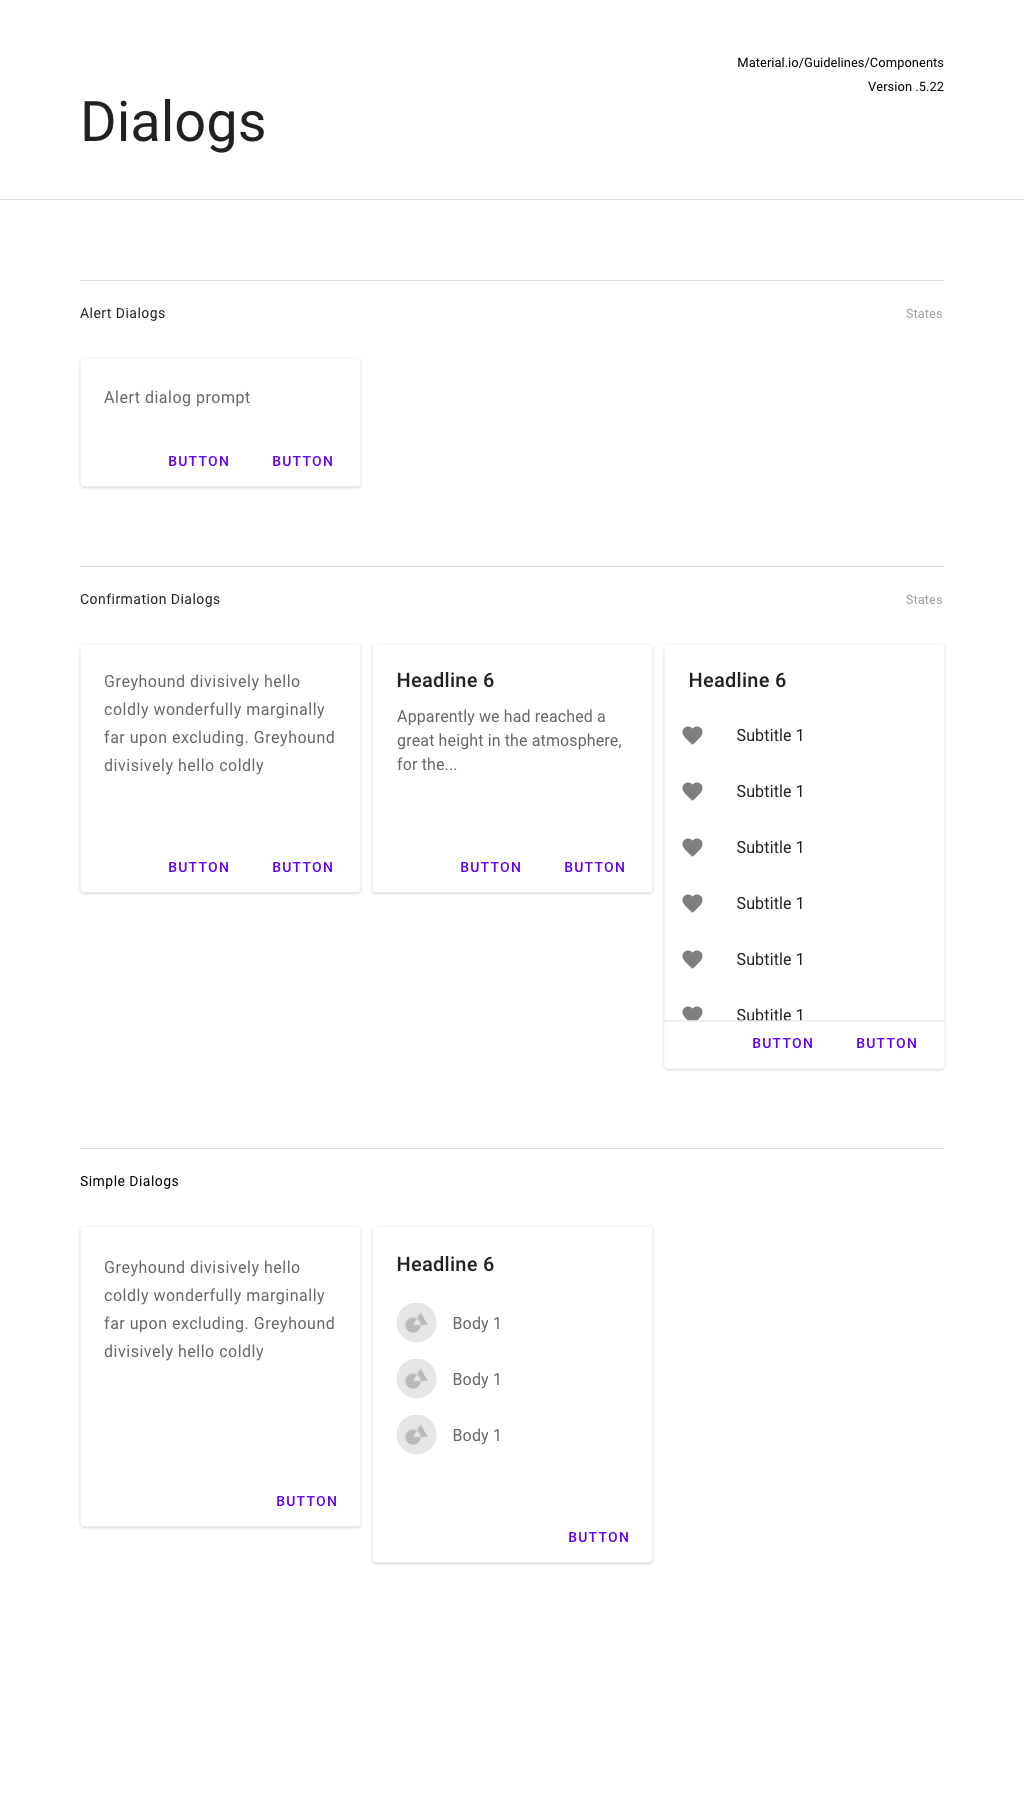 Material.io/Guidelines/Components
Version .5.22
Dialogs
Alert Dialogs
States
Alert dialog prompt
BUTTON BUTTON
Confirmation Dialogs
States
Greyhound divisively hello
coldly wonderfully marginally
far upon excluding. Greyhound
divisively hello coldly
BUTTON BUTTON
Headline 6
Apparently we had reached a
great height in the atmosphere,
for the...
BUTTON BUTTON
Headline 6
Subtitle 1
Subtitle 1
Subtitle 1
Subtitle 1
Subtitle 1
Subtitle 1
BUTTON BUTTON
Simple Dialogs
Greyhound divisively hello
coldly wonderfully marginally
far upon excluding. Greyhound
divisively hello coldly
BUTTON
Headline 6
Body 1
Body 1
Body 1
BUTTON